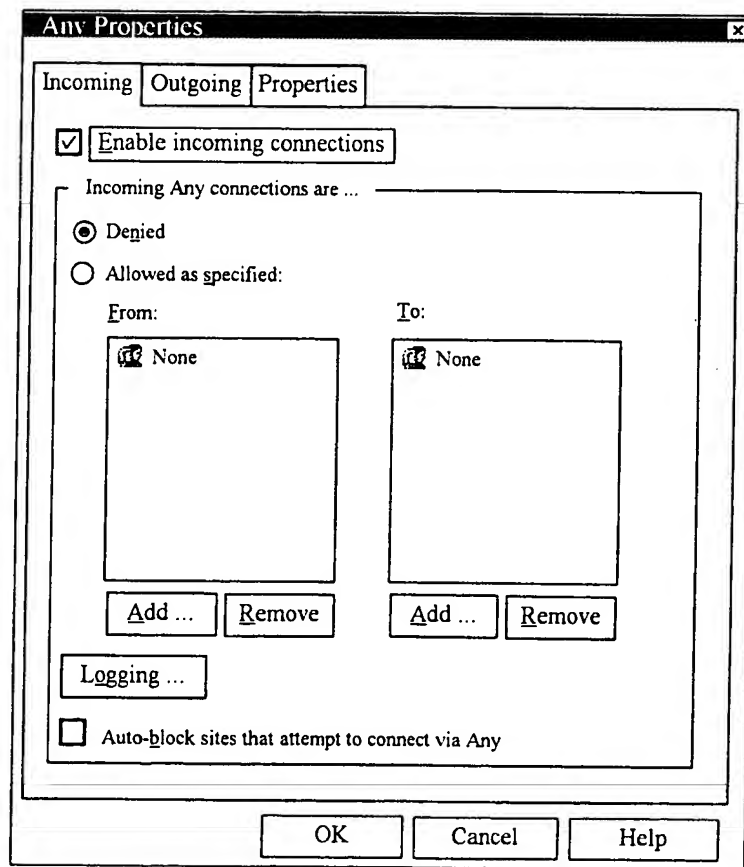 Any Properties
Incoming Outgoing Properties
Enable incoming connections
Incoming Any connections are ...
Denied
Allowed as specified:
From: To:
None None
Add ... Remove Add ... Remove
Logging ...
Auto-block sites that attempt to connect via Any
OK Cancel Help